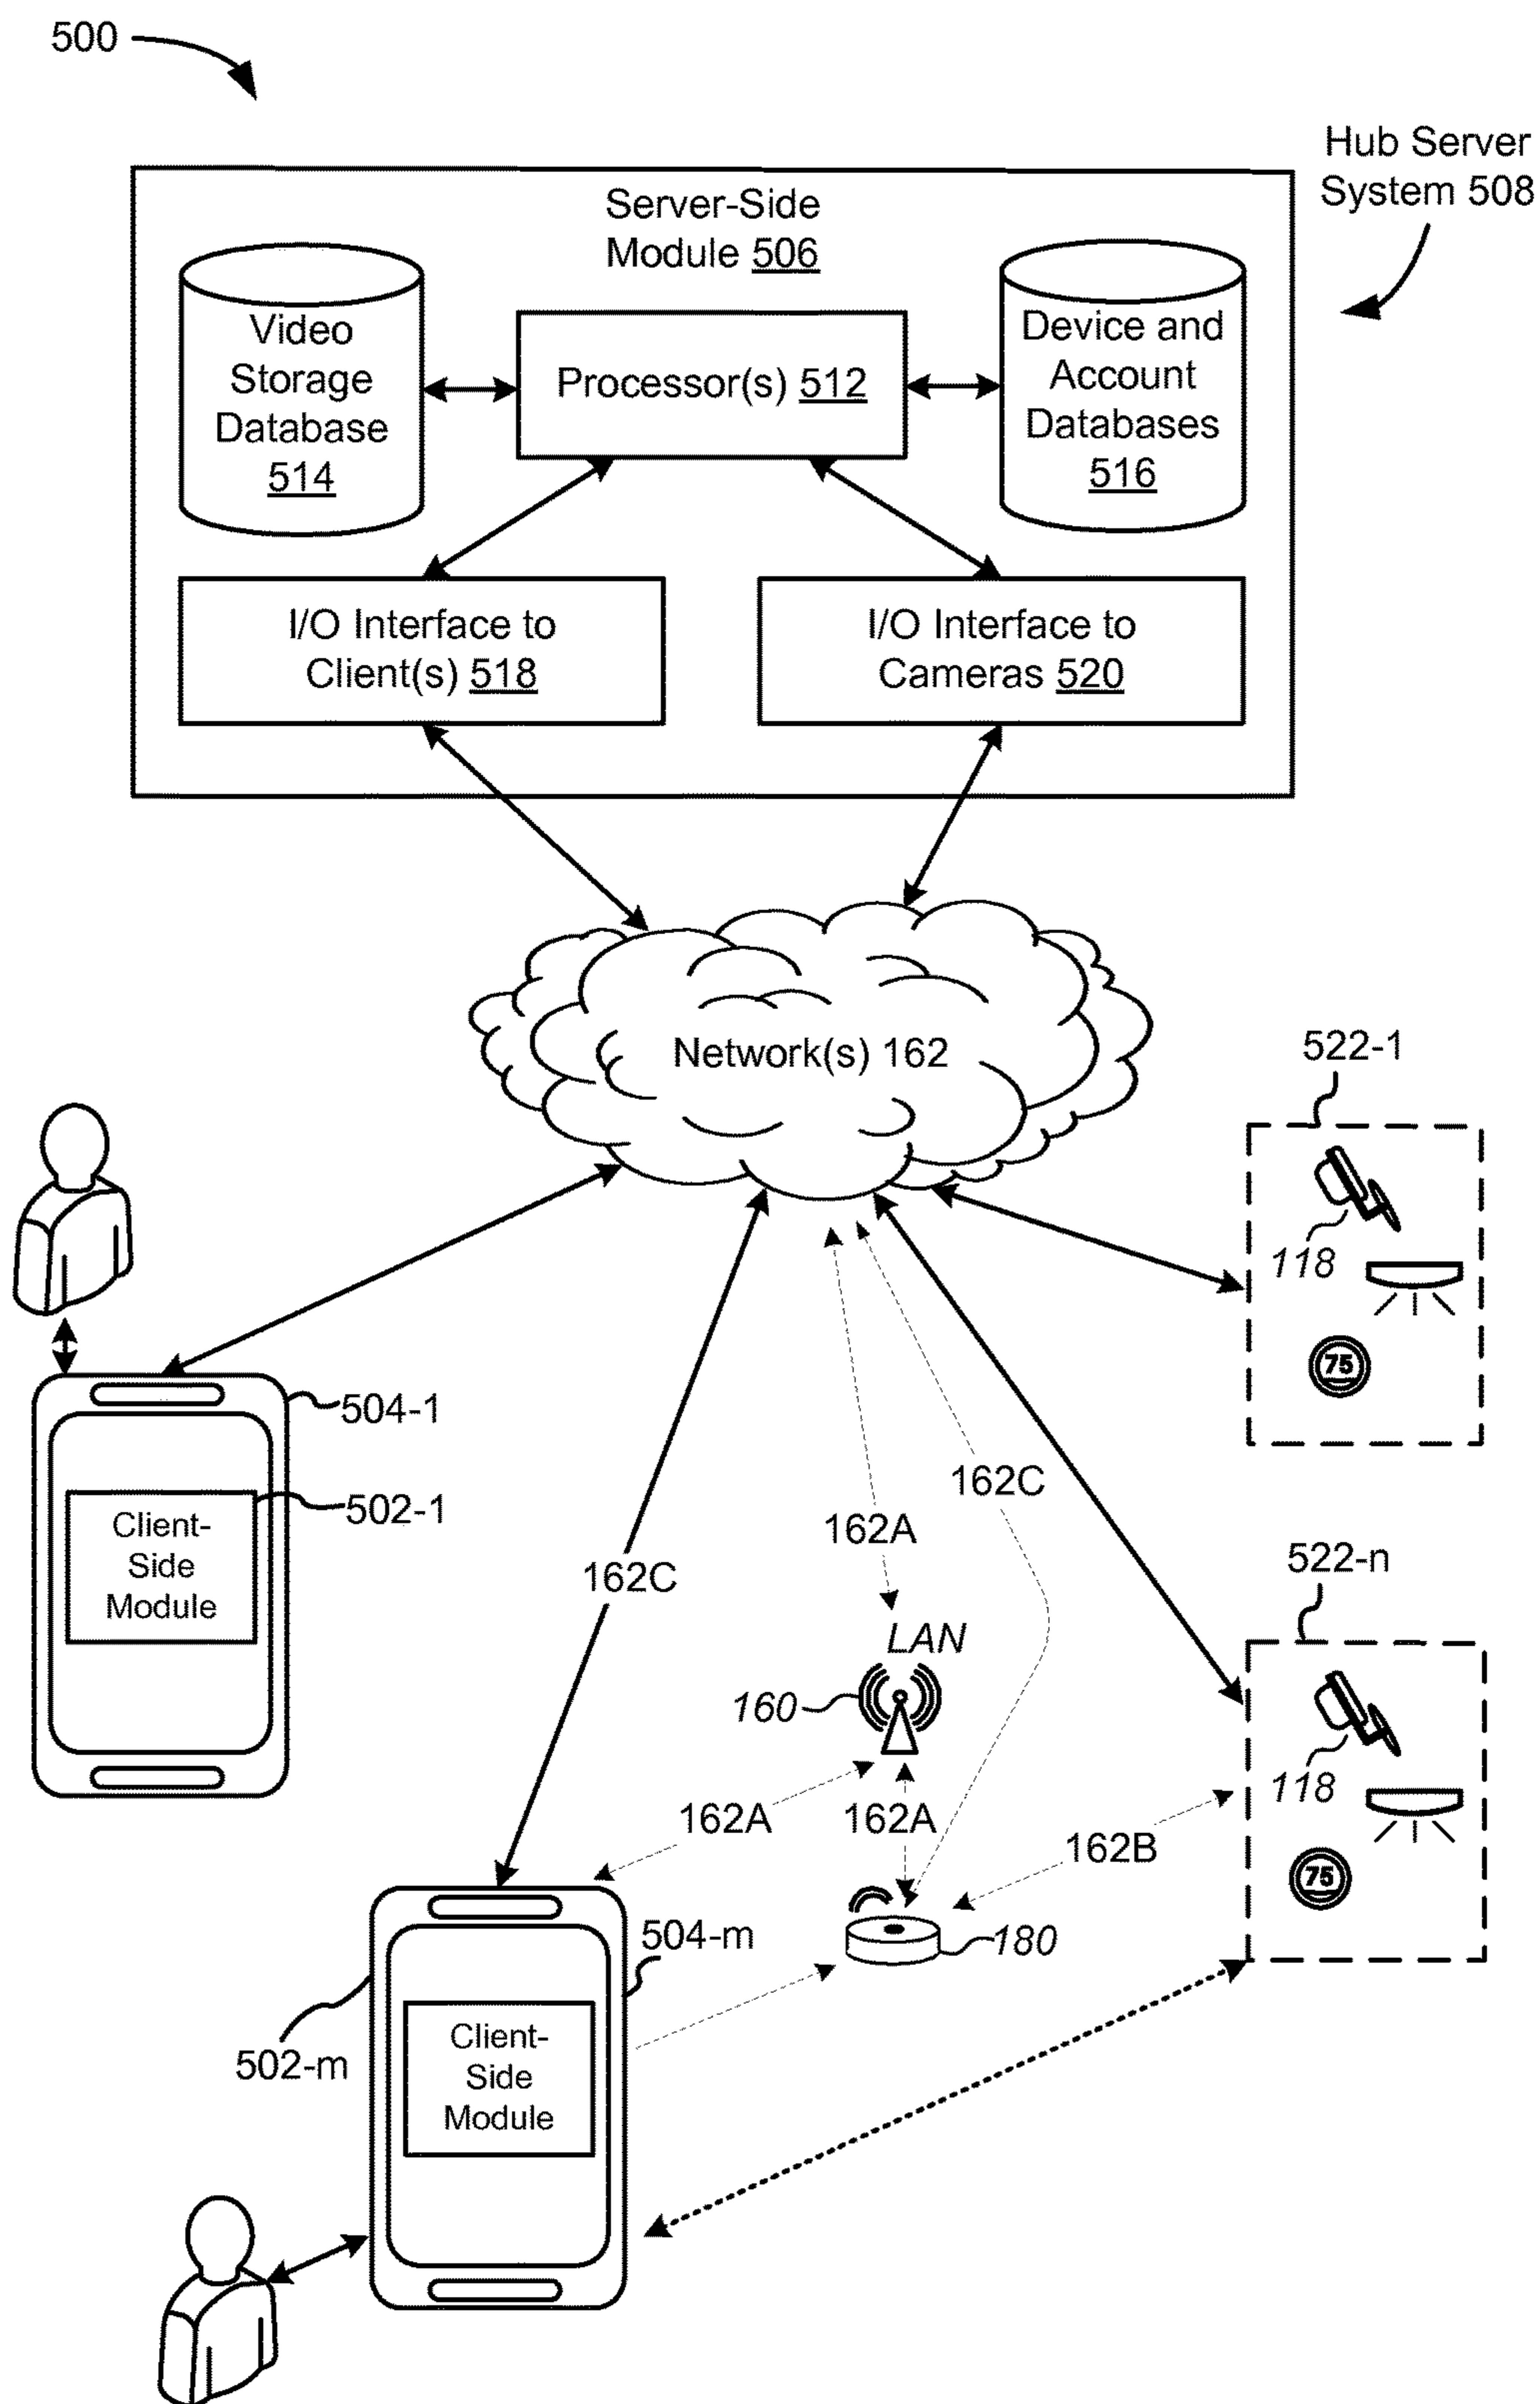 500
Hub Server
System 508
Server-Side
Module 506
Video
Storage
Database
514
Processor(s) 512
Device and
Account
Databases
516
I/O Interface to
Client(s) 518
I/O Interface to
Cameras 520
Network(s) 162
522-1
118
75
504-1
502-1
Client-
Side
Module
162C
162A
162C
LAN
160
162A
162A
162B
522-n
118
75
180
504-m
502-m
Client-
Side
Module